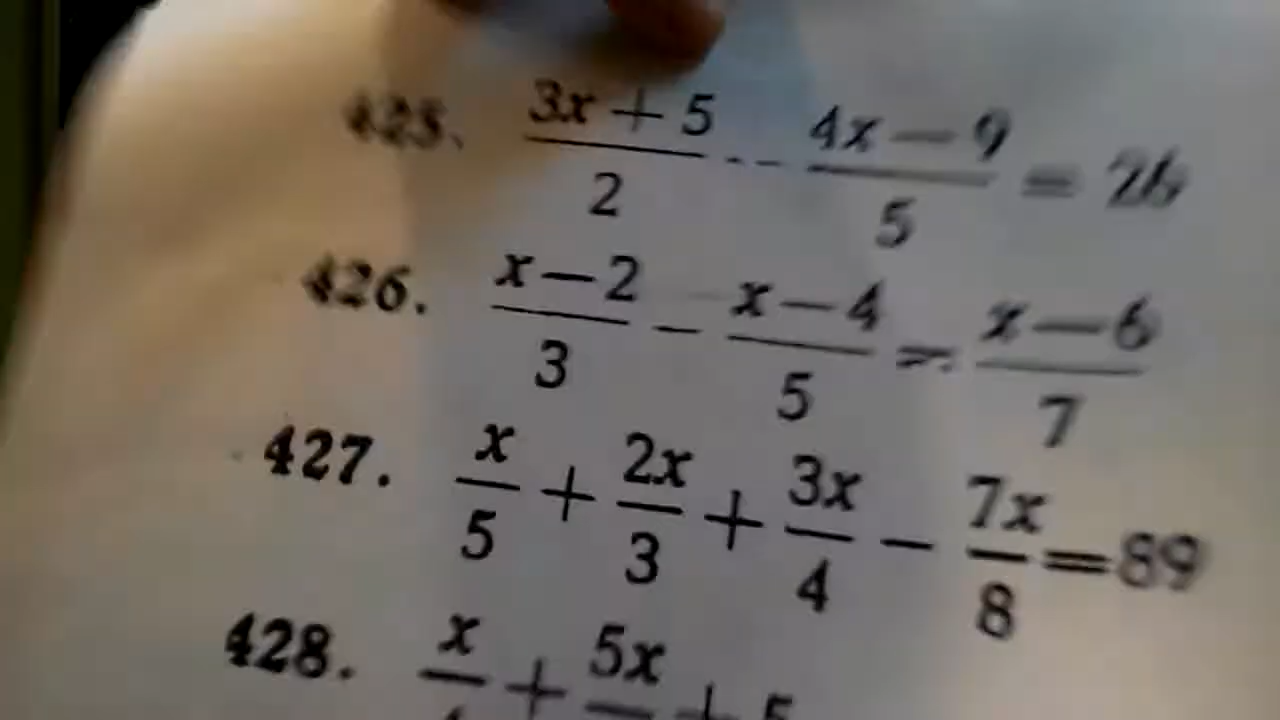 425. (3x + 5)/2 - (4x - 9)/5 = 26
426. (x - 2)/3 - (x - 4)/5 = (x - 6)/7
427. x/5 + 2x/3 + 3x/4 - 7x/8 = 89
428. x + 5x + 5